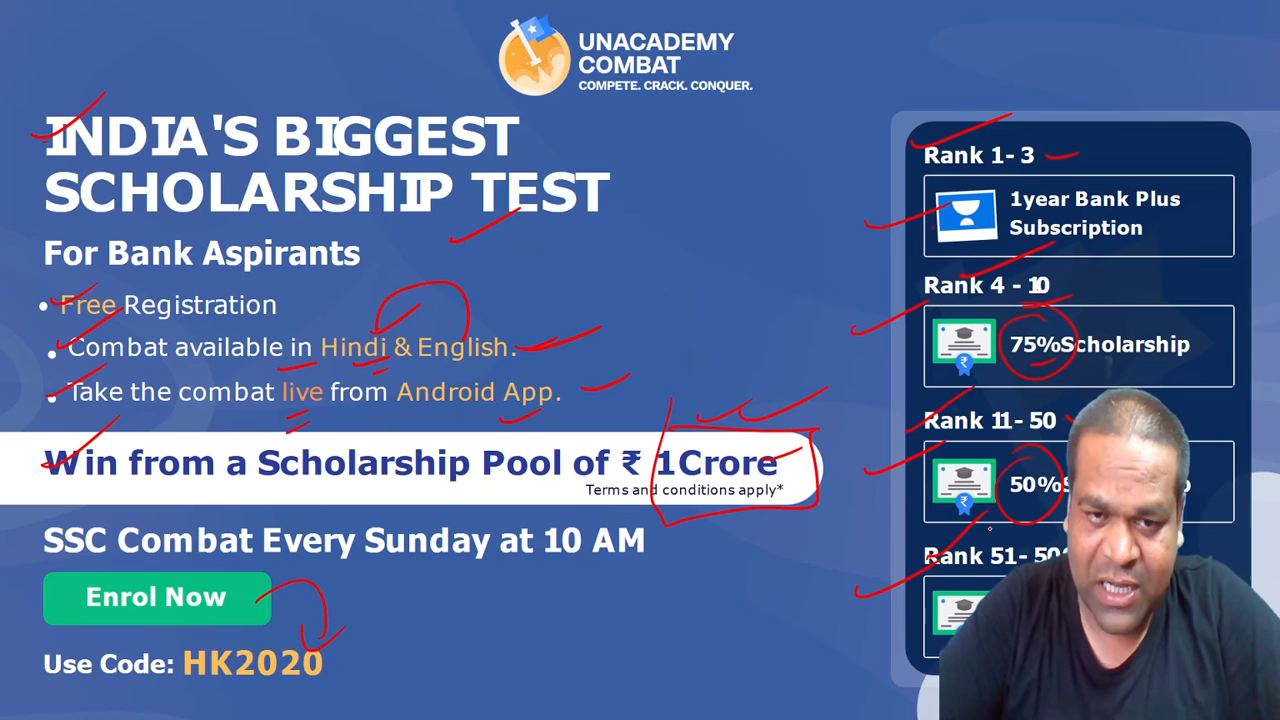 UNACADEMY
COMBAT
COMPETE. CRACK. CONQUER.
INDIA'S BIGGEST
SCHOLARSHIP TEST
For Bank Aspirants
• Free Registration
• Combat available in Hindi & English.
• Take the combat live from Android App.
Win from a Scholarship Pool of ₹ 1Crore
Terms and conditions apply*
SSC Combat Every Sunday at 10 AM
Enrol Now
Use Code: HK2020
Rank 1- 3
1year Bank Plus
Subscription
Rank 4 - 10
75%Scholarship
Rank 11- 50
50%
Rank